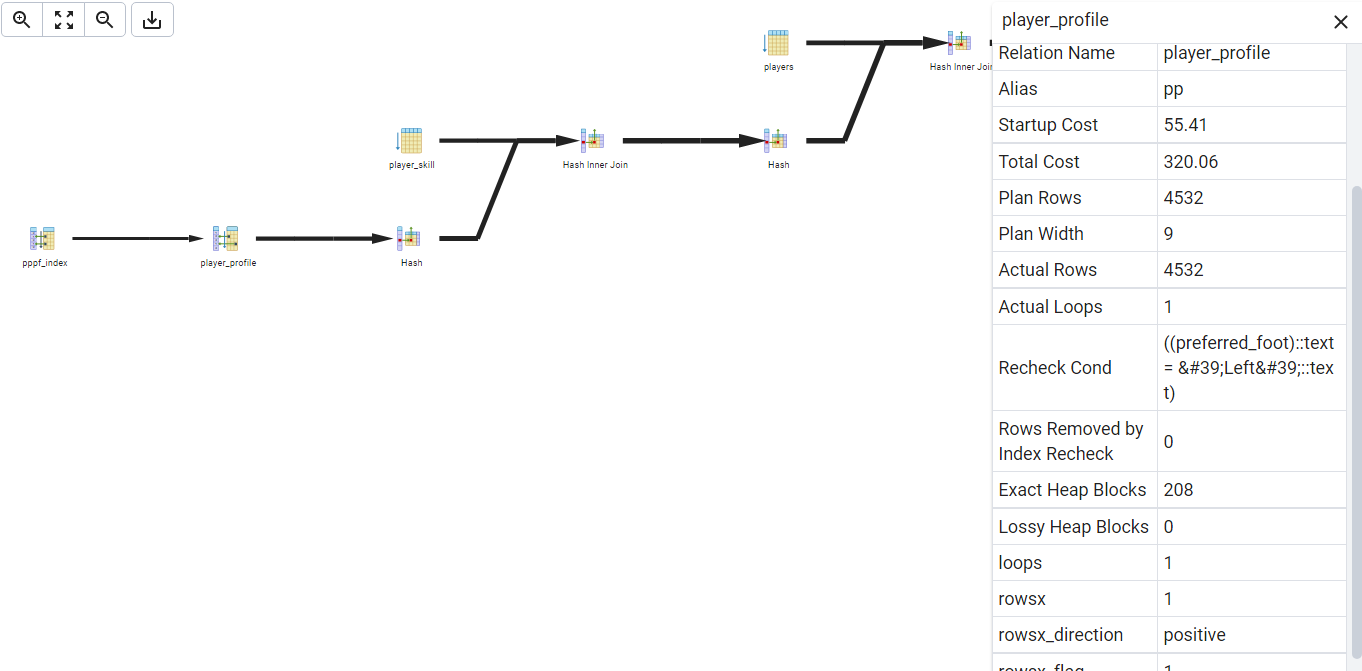 player_profile
players
Hash Inner Join
player_skill
Hash Inner Join
Hash
pppf_index
player_profile
Hash
Relation Name player_profile
Alias pp
Startup Cost 55.41
Total Cost 320.06
Plan Rows 4532
Plan Width 9
Actual Rows 4532
Actual Loops 1
Recheck Cond ((preferred_foot)::text
= &#39;Left&#39;::tex
t)
Rows Removed by
Index Recheck 0
Exact Heap Blocks 208
Lossy Heap Blocks 0
loops 1
rowsx 1
rowsx_direction positive
rowsx_flag 1